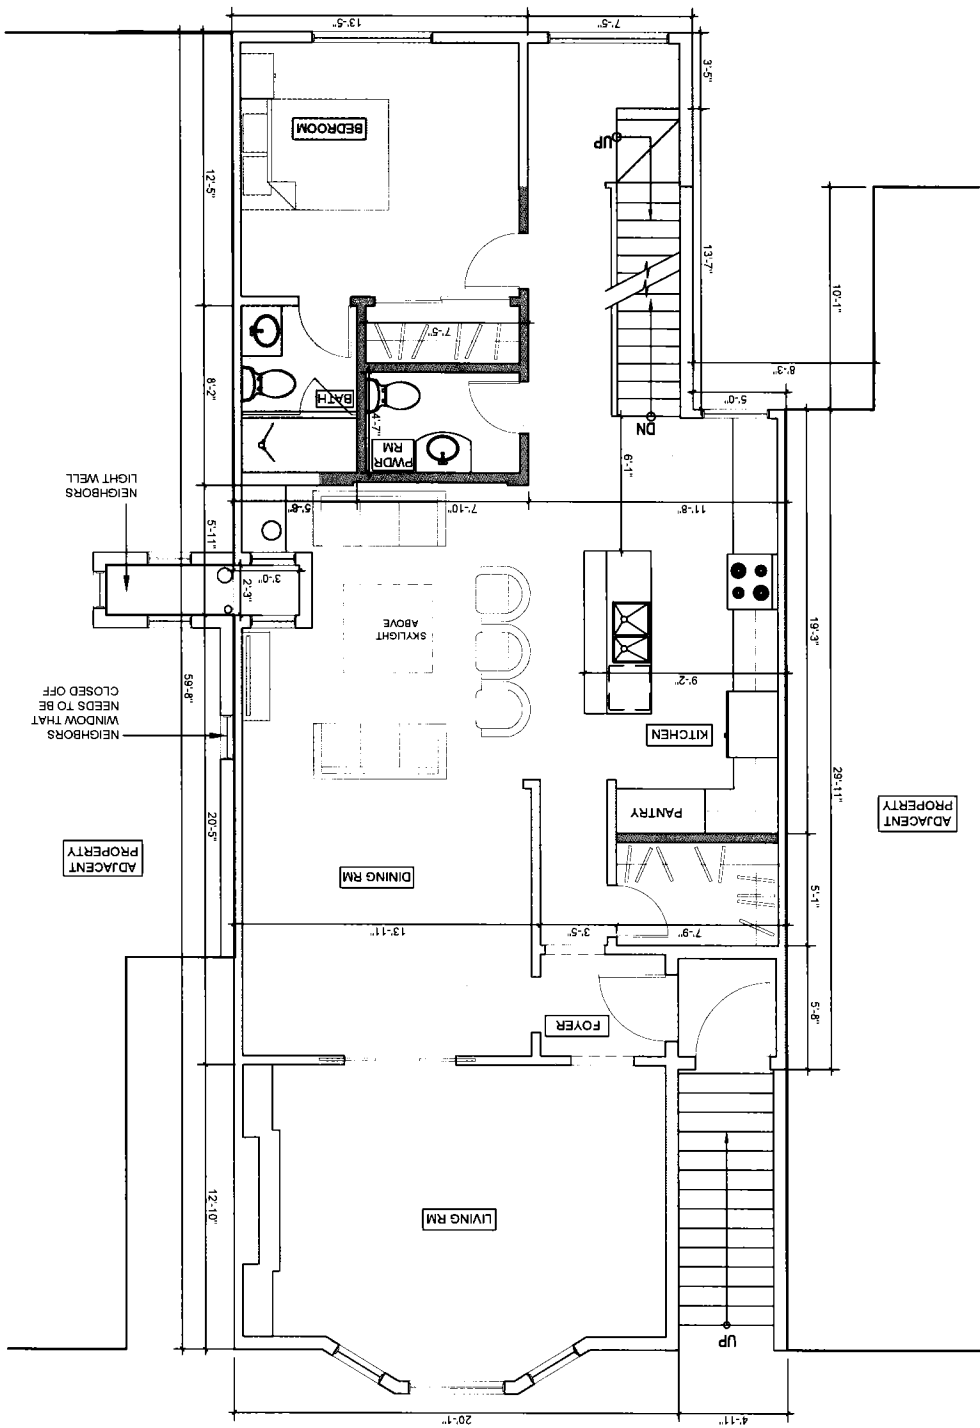 4'-11"
20'-1"
UP
LIVING RM
12'-10"
FOYER
5'-8"
7'-9"
3'-5"
13'-11"
5'-1"
DINING RM
ADJACENT
PROPERTY
ADJACENT
PROPERTY
PANTRY
20'-5"
29'-11"
KITCHEN
NEIGHBORS
WINDOW THAT
NEEDS TO BE
CLOSED OFF
9'-2"
59'-8"
19'-3"
SKYLIGHT
ABOVE
2'-3"
3'-0"
5'-11"
11'-8"
7'-10"
5'-8"
NEIGHBORS
LIGHT WELL
6'-1"
DN
PWDR
RM
4'-7"
BATH
8'-2"
5'-0"
8'-3"
7'-5"
10'-1"
13'-7"
12'-5"
UP
BEDROOM
3'-5"
7'-5"
13'-5"